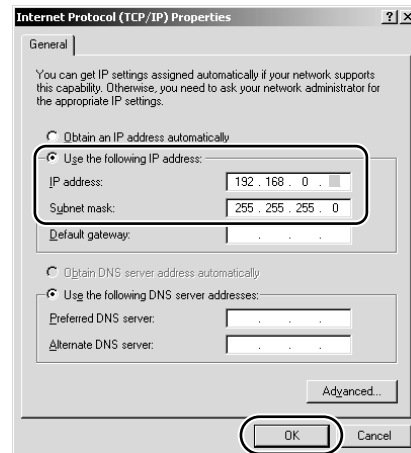 Internet Protocol (TCP/IP) Properties
General
You can get IP settings assigned automatically if your network supports
this capability. Otherwise, you need to ask your network administrator for
the appropriate IP settings.
Obtain an IP address automatically
Use the following IP address:
IP address: 192 . 168 . 0 .
Subnet mask: 255 . 255 . 255 . 0
Default gateway: . . .
Obtain DNS server address automatically
Use the following DNS server addresses:
Preferred DNS server: . . .
Alternate DNS server: . . .
Advanced...
OK Cancel